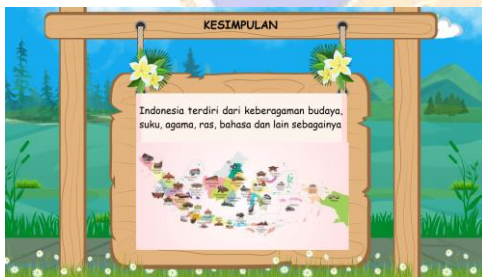 KESIMPULAN
Indonesia terdiri dari keberagaman budaya,
suku, agama, ras, bahasa dan lain sebagainya